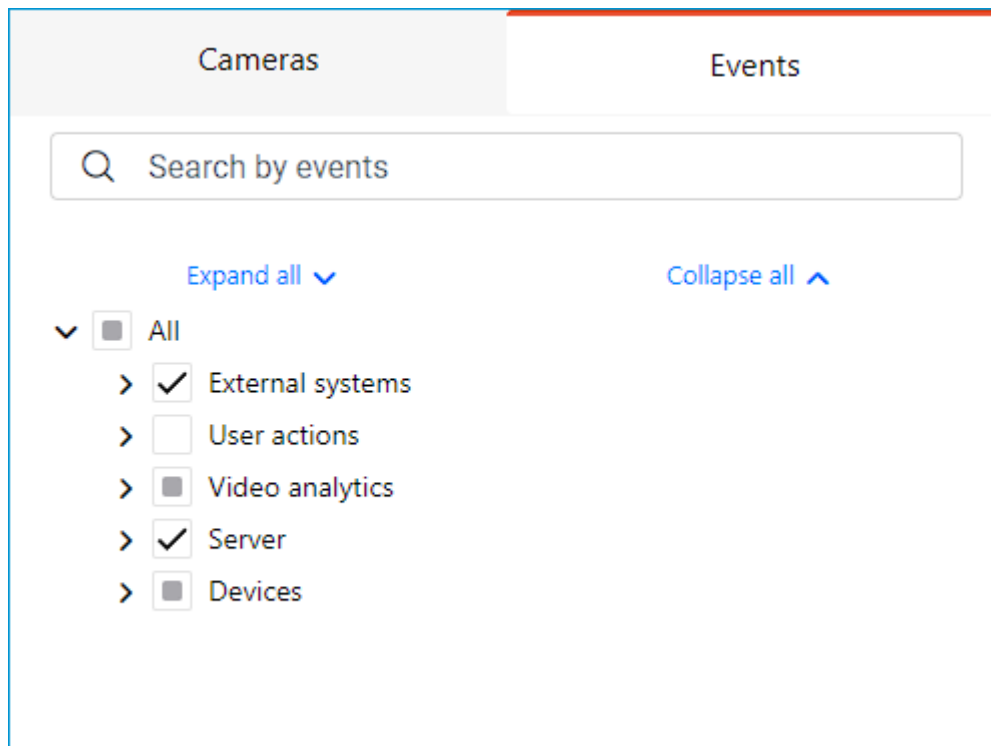 Cameras
Events
Search by events
Expand all
Collapse all
All
External systems
User actions
Video analytics
Server
Devices